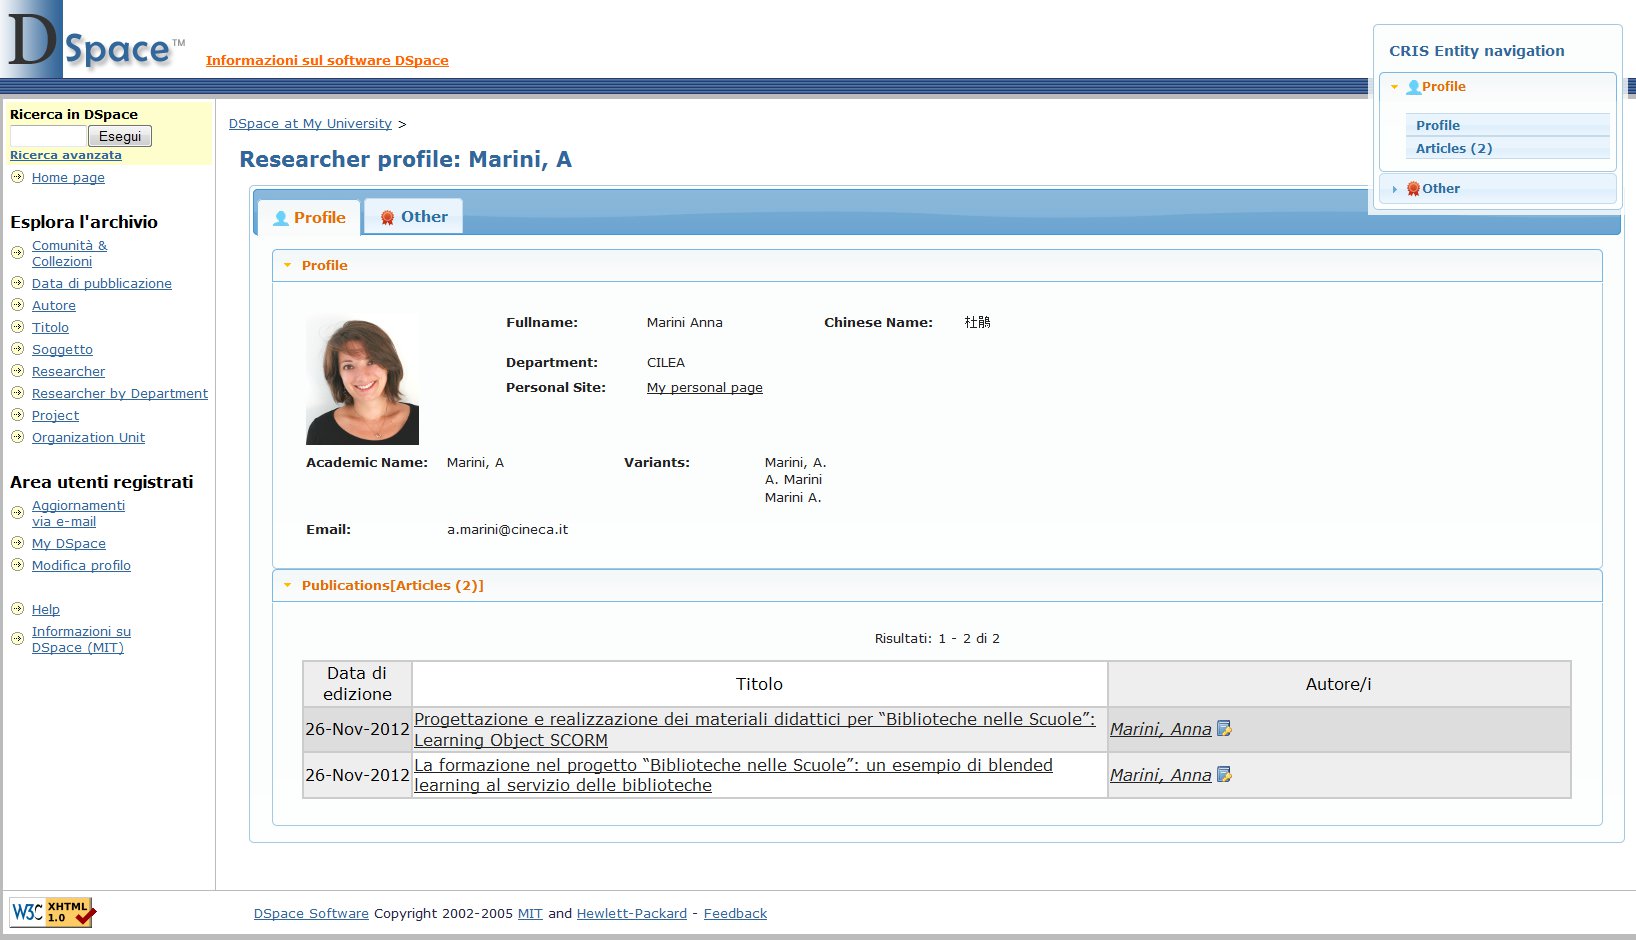 DSpace™
Informazioni sul software DSpace
CRIS Entity navigation
Profile
Profile
Articles (2)
Other
Ricerca in DSpace
Esegui
Ricerca avanzata
Home page
Esplora l'archivio
Comunità &
Collezioni
Data di pubblicazione
Autore
Titolo
Soggetto
Researcher
Researcher by Department
Project
Organization Unit
Area utenti registrati
Aggiornamenti
via e-mail
My DSpace
Modifica profilo
Help
Informazioni su
DSpace (MIT)
DSpace at My University >
Researcher profile: Marini, A
Profile Other
Profile
Fullname: Marini Anna Chinese Name: 杜鹃
Department: CILEA
Personal Site: My personal page
Academic Name: Marini, A Variants: Marini, A.
A. Marini
Marini A.
Email: a.marini@cineca.it
Publications[Articles (2)]
Risultati: 1 - 2 di 2
Data di
edizione
Titolo
Autore/i
26-Nov-2012
Progettazione e realizzazione dei materiali didattici per “Biblioteche nelle Scuole”:
Learning Object SCORM
Marini, Anna
26-Nov-2012
La formazione nel progetto “Biblioteche nelle Scuole”: un esempio di blended
learning al servizio delle biblioteche
Marini, Anna
W3C XHTML
1.0
DSpace Software Copyright 2002-2005 MIT and Hewlett-Packard - Feedback